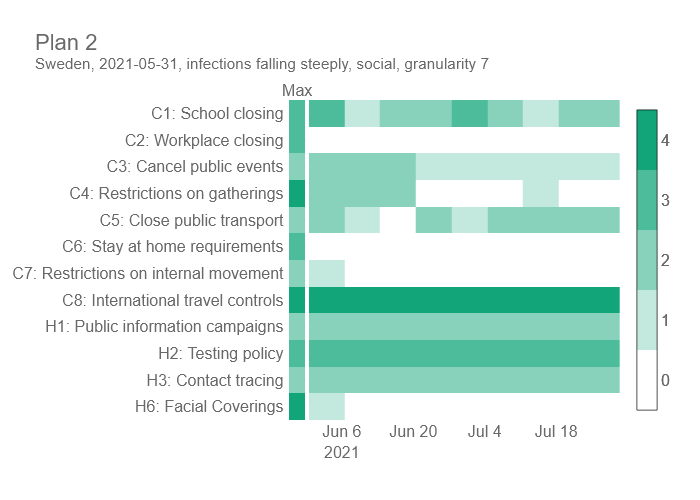 Plan 2
Sweden, 2021-05-31, infections falling steeply, social, granularity 7
Max
C1: School closing
C2: Workplace closing
C3: Cancel public events
C4: Restrictions on gatherings
C5: Close public transport
C6: Stay at home requirements
C7: Restrictions on internal movement
C8: International travel controls
H1: Public information campaigns
H2: Testing policy
H3: Contact tracing
H6: Facial Coverings
Jun 6 Jun 20 Jul 4 Jul 18
2021
4
3
2
1
0